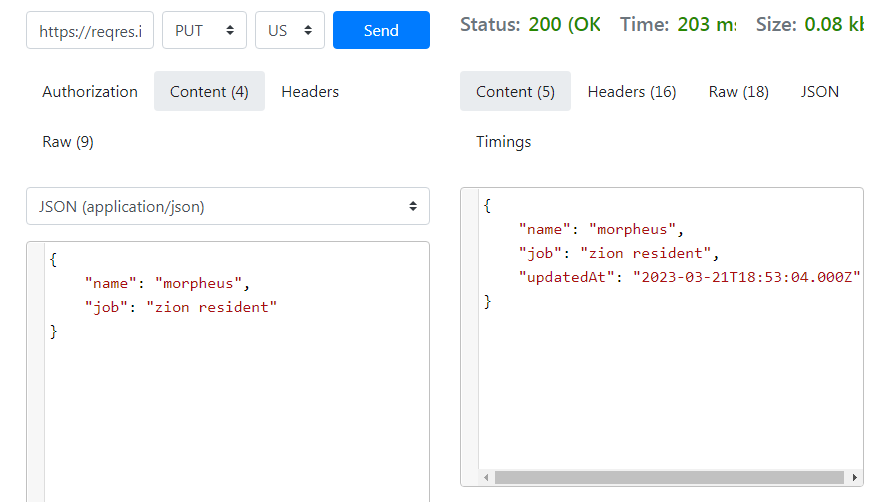 https://reqres.i
PUT
US
Send
Authorization
Content (4)
Headers
Raw (9)
JSON (application/json)
{
    "name": "morpheus",
    "job": "zion resident"
}
Status: 200 (OK
Time: 203 ms
Size: 0.08 kb
Content (5)
Headers (16)
Raw (18)
JSON
Timings
{
    "name": "morpheus",
    "job": "zion resident",
    "updatedAt": "2023-03-21T18:53:04.000Z"
}